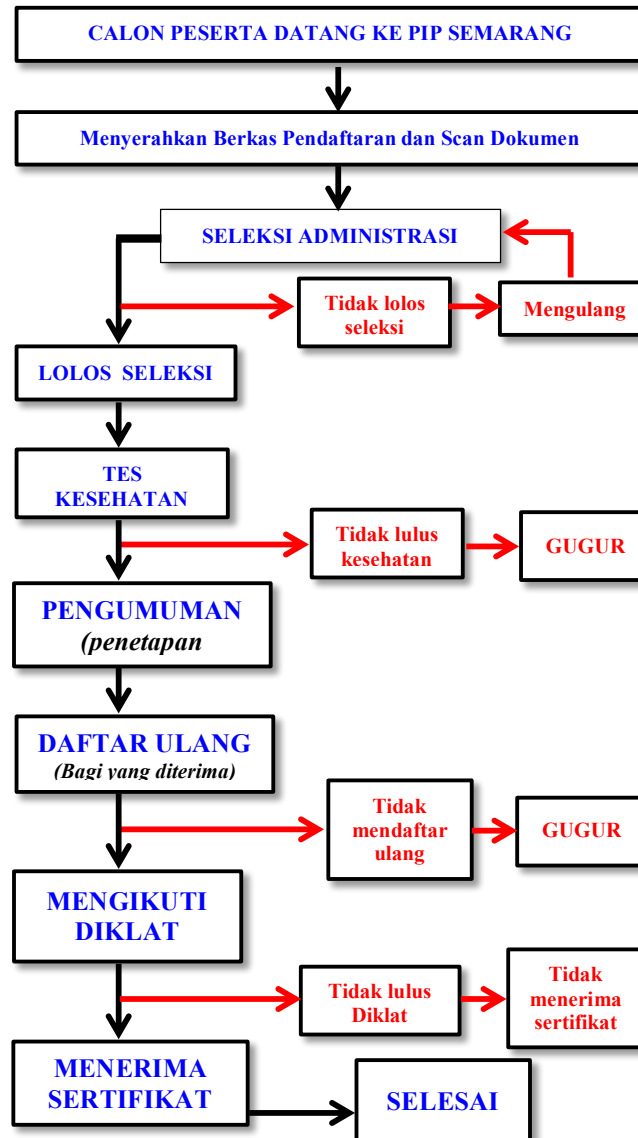 CALON PESERTA DATANG KE PIP SEMARANG
Menyerahkan Berkas Pendaftaran dan Scan Dokumen
SELEKSI ADMINISTRASI
Tidak lolos
seleksi
Mengulang
LOLOS SELEKSI
TES
KESEHATAN
Tidak lulus
kesehatan
GUGUR
PENGUMUMAN
(penetapan
DAFTAR ULANG
(Bagi yang diterima)
Tidak
mendaftar
ulang
GUGUR
MENGIKUTI
DIKLAT
Tidak lulus
Diklat
Tidak
menerima
sertifikat
MENERIMA
SERTIFIKAT
SELESAI